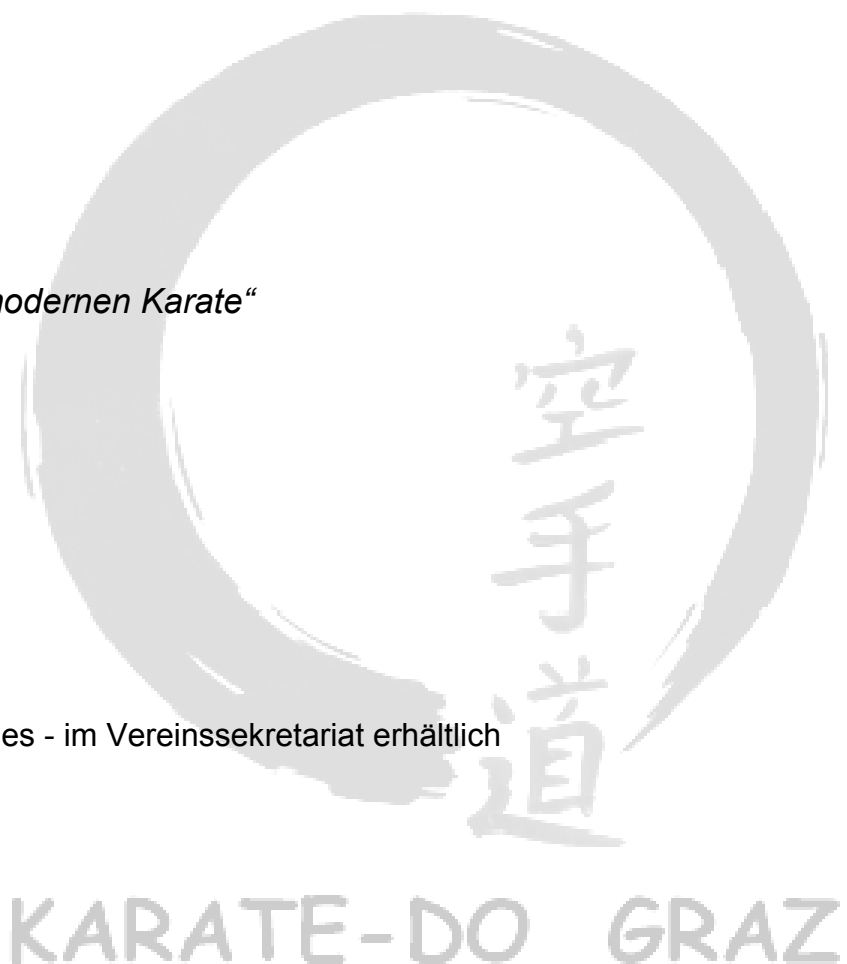 odernen Karate“
空
手
道
es - im Vereinssekretariat erhältlich
KARATE-DO GRAZ